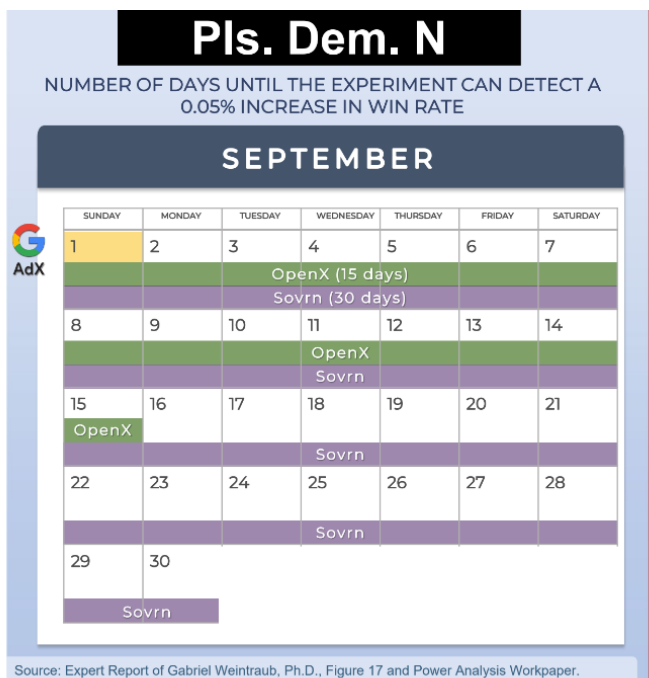 Pls. Dem. N
NUMBER OF DAYS UNTIL THE EXPERIMENT CAN DETECT A
0.05% INCREASE IN WIN RATE
SEPTEMBER
SUNDAY MONDAY TUESDAY WEDNESDAY THURSDAY FRIDAY SATURDAY
1 2 3 4 5 6 7
AdX
OpenX (15 days)
Sovrn (30 days)
8 9 10 11 12 13 14
OpenX
Sovrn
15 16 17 18 19 20 21
OpenX
Sovrn
22 23 24 25 26 27 28
Sovrn
29 30
Sovrn
Source: Expert Report of Gabriel Weintraub, Ph.D., Figure 17 and Power Analysis Workpaper.